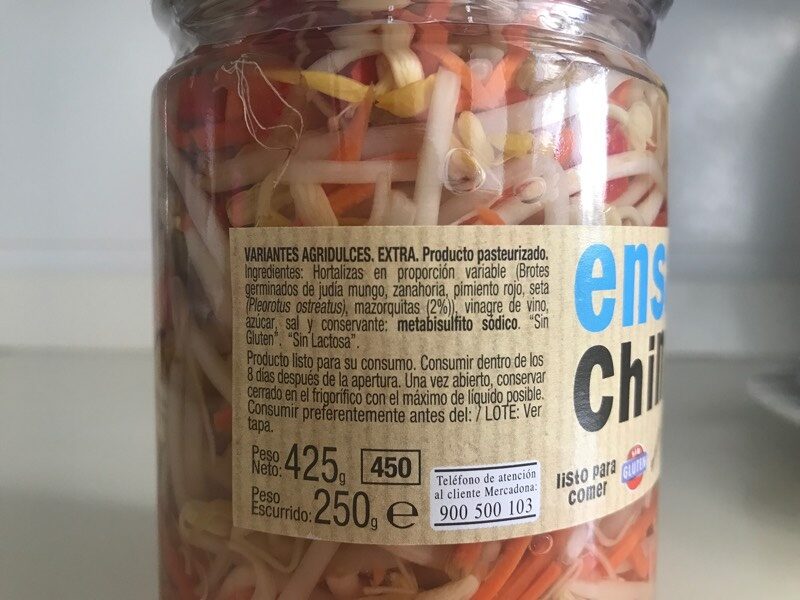 VARIANTES AGRIDULCES. EXTRA. Producto pasteurizado.
Ingredientes: Hortalizas en proporción variable (Brotes
germinados de judía mungo, zanahoria, pimiento rojo, seta
(Pleorotus ostreatus), mazorquitas (2%)), vinagre de vino,
azúcar, sal y conservante: metabisulfito sódico. "Sin
Gluten". "Sin Lactosa".
Producto listo para su consumo. Consumir dentro de los
8 días después de la apertura. Una vez abierto, conservar
cerrado en el frigorífico con el máximo de líquido posible.
Consumir preferentemente antes del: / LOTE: Ver
tapa.
Peso
Neto: 425g 450
Peso
Escurrido: 250g e
Teléfono de atención
al cliente Mercadona:
900 500 103
ens
Chi
listo para
comer
SIN
GLUTEN